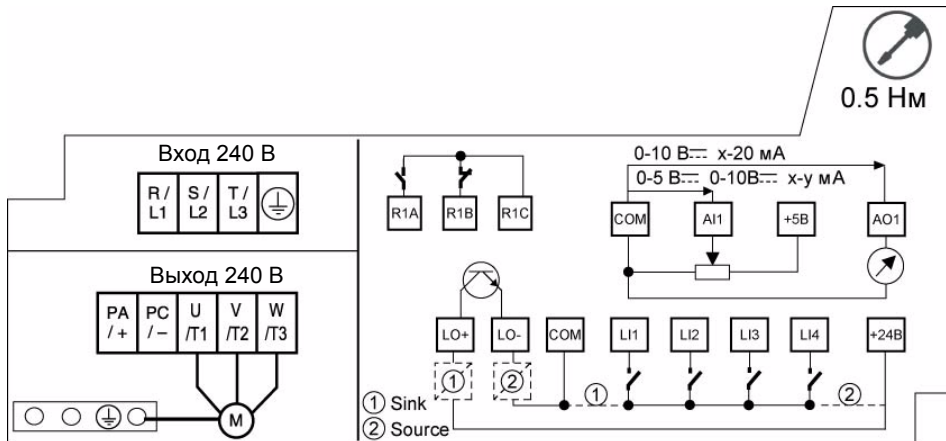 0.5 Нм
Вход 240 В
R / L1
S / L2
T / L3
Выход 240 В
PA / +
PC / –
U /T1
V /T2
W /T3
M
R1A
R1B
R1C
0-10 В x-20 мА
0-5 В 0-10В x-y мА
COM
AI1
+5В
AO1
LO+
LO-
COM
LI1
LI2
LI3
LI4
+24В
1
2
1
2
1 Sink
2 Source